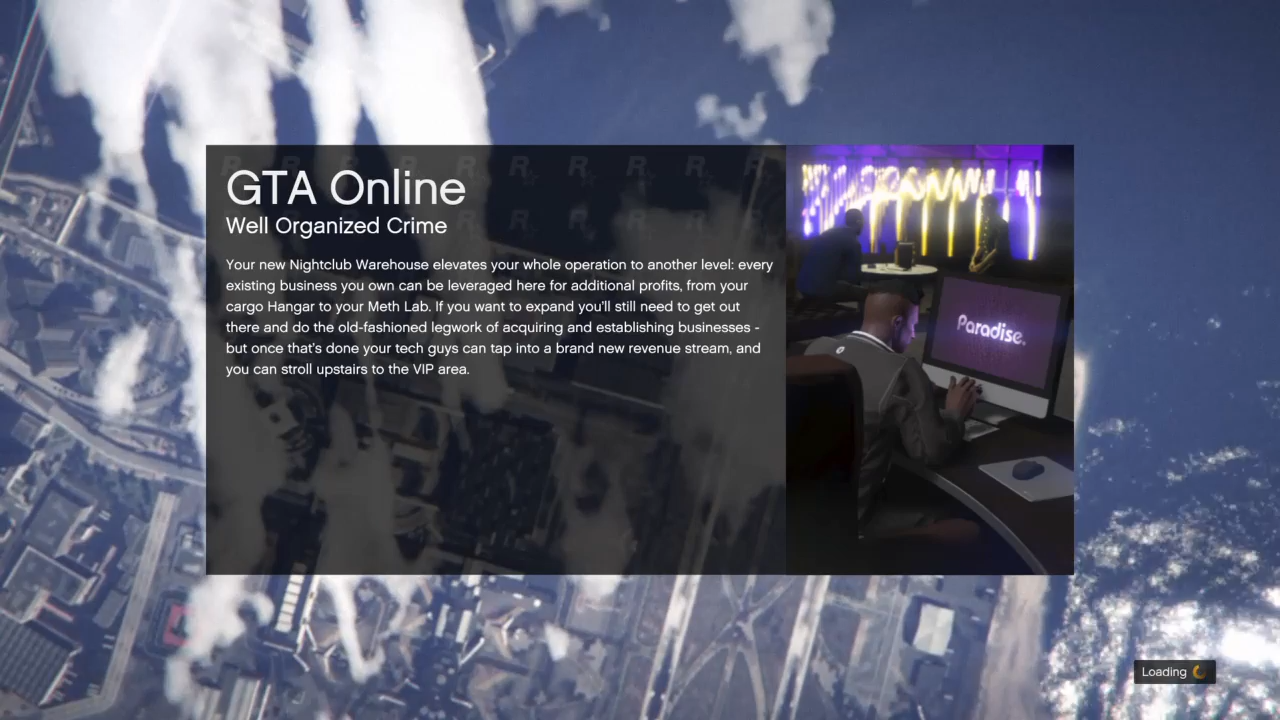 GTA Online
Well Organized Crime
Your new Nightclub Warehouse elevates your whole operation to another level: every
existing business you own can be leveraged here for additional profits, from your
cargo Hangar to your Meth Lab. If you want to expand you'll still need to get out
there and do the old-fashioned legwork of acquiring and establishing businesses -
but once that's done your tech guys can tap into a brand new revenue stream, and
you can stroll upstairs to the VIP area.
Paradise.
Loading